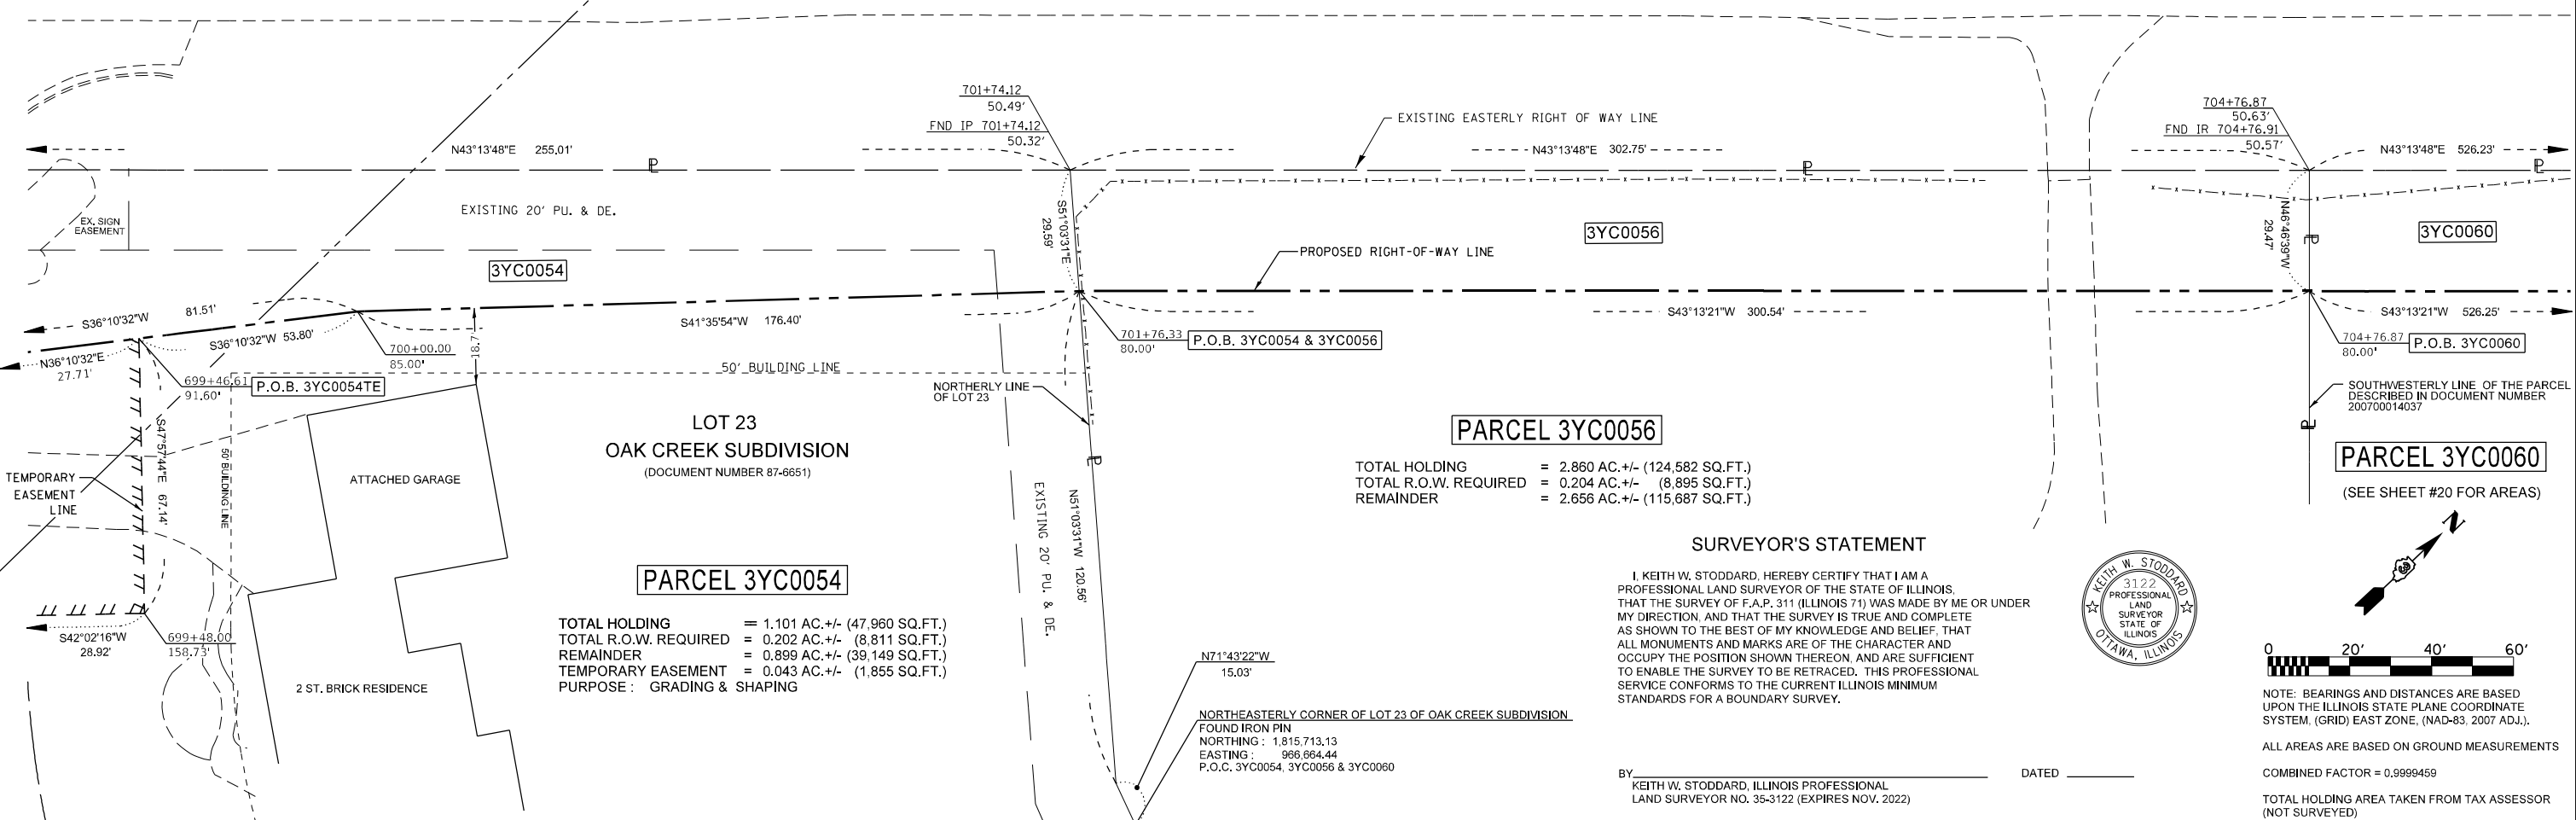 701+74.12
50.49'
FND IP 701+74.12
50.32'
EXISTING EASTERLY RIGHT OF WAY LINE
704+76.87
50.63'
FND IR 704+76.91
50.57'
N43°13'48"E 255.01'
N43°13'48"E 302.75'
N43°13'48"E 526.23'
PL
PL
PL
EX. SIGN
EASEMENT
EXISTING 20' PU. & DE.
S51°03'31"E
29.59'
3YC0056
N46°46'39"W
29.47'
PL
3YC0060
3YC0054
PROPOSED RIGHT-OF-WAY LINE
S36°10'32"W 81.51'
S36°10'32"W 53.80'
S41°35'54"W 176.40'
S43°13'21"W 300.54'
S43°13'21"W 526.25'
N36°10'32"E
27.71'
700+00.00
85.00'
18.7'
701+76.33
80.00'
P.O.B. 3YC0054 & 3YC0056
704+76.87
80.00'
P.O.B. 3YC0060
699+46.61
91.60'
P.O.B. 3YC0054TE
50' BUILDING LINE
NORTHERLY LINE
OF LOT 23
SOUTHWESTERLY LINE OF THE PARCEL
DESCRIBED IN DOCUMENT NUMBER
200700014037
PL
LOT 23
OAK CREEK SUBDIVISION
(DOCUMENT NUMBER 87-6651)
S47°57'44"E 67.14'
50' BUILDING LINE
TEMPORARY
EASEMENT
LINE
ATTACHED GARAGE
PL
EXISTING 20' PU. & DE.
N51°03'31"W 120.56'
PARCEL 3YC0056
TOTAL HOLDING = 2.860 AC.+/- (124,582 SQ.FT.)
TOTAL R.O.W. REQUIRED = 0.204 AC.+/- (8,895 SQ.FT.)
REMAINDER = 2.656 AC.+/- (115,687 SQ.FT.)
PARCEL 3YC0060
(SEE SHEET #20 FOR AREAS)
N
PARCEL 3YC0054
TOTAL HOLDING = 1.101 AC.+/- (47,960 SQ.FT.)
TOTAL R.O.W. REQUIRED = 0.202 AC.+/- (8,811 SQ.FT.)
REMAINDER = 0.899 AC.+/- (39,149 SQ.FT.)
TEMPORARY EASEMENT = 0.043 AC.+/- (1,855 SQ.FT.)
PURPOSE : GRADING & SHAPING
S42°02'16"W
28.92'
699+48.00
158.73'
2 ST. BRICK RESIDENCE
N71°43'22"W
15.03'
NORTHEASTERLY CORNER OF LOT 23 OF OAK CREEK SUBDIVISION
FOUND IRON PIN
NORTHING : 1,815,713.13
EASTING : 966,664.44
P.O.C. 3YC0054, 3YC0056 & 3YC0060
SURVEYOR'S STATEMENT
I, KEITH W. STODDARD, HEREBY CERTIFY THAT I AM A
PROFESSIONAL LAND SURVEYOR OF THE STATE OF ILLINOIS,
THAT THE SURVEY OF F.A.P. 311 (ILLINOIS 71) WAS MADE BY ME OR UNDER
MY DIRECTION, AND THAT THE SURVEY IS TRUE AND COMPLETE
AS SHOWN TO THE BEST OF MY KNOWLEDGE AND BELIEF, THAT
ALL MONUMENTS AND MARKS ARE OF THE CHARACTER AND
OCCUPY THE POSITION SHOWN THEREON, AND ARE SUFFICIENT
TO ENABLE THE SURVEY TO BE RETRACED. THIS PROFESSIONAL
SERVICE CONFORMS TO THE CURRENT ILLINOIS MINIMUM
STANDARDS FOR A BOUNDARY SURVEY.
BY
DATED
KEITH W. STODDARD, ILLINOIS PROFESSIONAL
LAND SURVEYOR NO. 35-3122 (EXPIRES NOV. 2022)
KEITH W. STODDARD
3122
PROFESSIONAL
LAND
SURVEYOR
STATE OF
ILLINOIS
OTTAWA, ILLINOIS
0 20' 40' 60'
NOTE: BEARINGS AND DISTANCES ARE BASED
UPON THE ILLINOIS STATE PLANE COORDINATE
SYSTEM, (GRID) EAST ZONE, (NAD-83, 2007 ADJ.).
ALL AREAS ARE BASED ON GROUND MEASUREMENTS
COMBINED FACTOR = 0.9999459
TOTAL HOLDING AREA TAKEN FROM TAX ASSESSOR
(NOT SURVEYED)